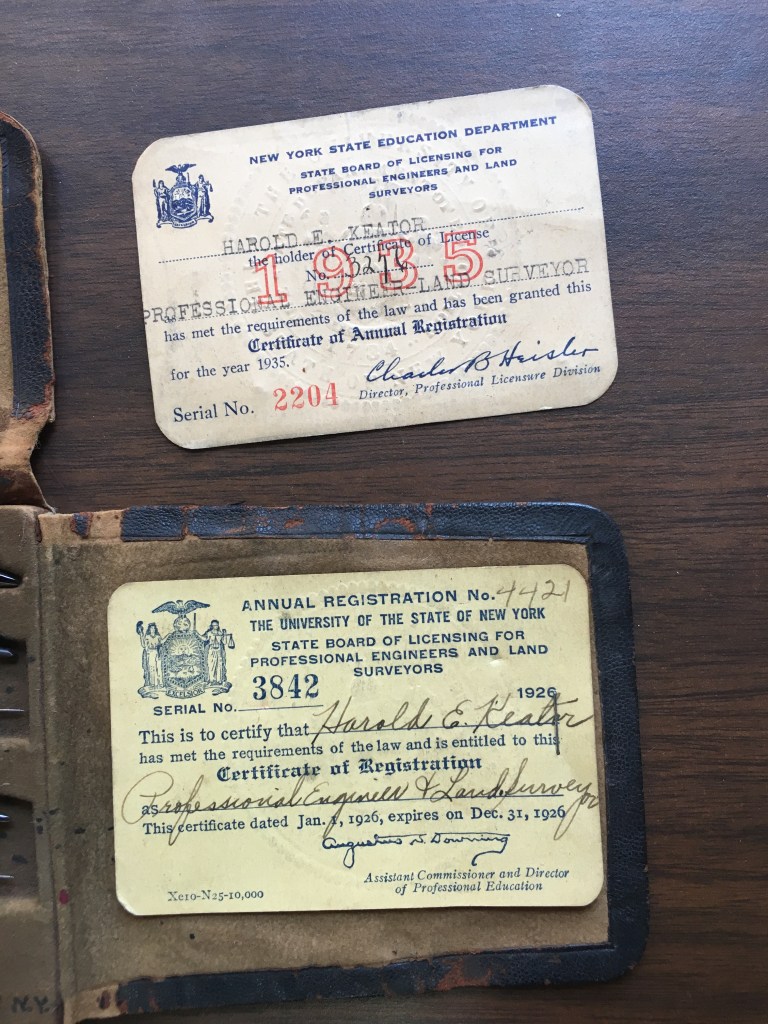 NEW YORK STATE EDUCATION DEPARTMENT
STATE BOARD OF LICENSING FOR
PROFESSIONAL ENGINEERS AND LAND
SURVEYORS
HAROLD E. KEATOR
the holder of Certificate of License
1935
No.
PROFESSIONAL ENGINEER-LAND SURVEYOR
has met the requirements of the law and has been granted this
Certificate of Annual Registration
for the year 1935.
Charles B Heisler
Director, Professional Licensure Division
Serial No. 2204
ANNUAL REGISTRATION No. 4421
THE UNIVERSITY OF THE STATE OF NEW YORK
STATE BOARD OF LICENSING FOR
PROFESSIONAL ENGINEERS AND LAND
SURVEYORS
EXCELSIOR
SERIAL No. 3842
1926
This is to certify that Harold E. Keator
has met the requirements of the law and is entitled to this
Certificate of Registration
as Professional Engineer & Land Surveyor
This certificate dated Jan. 1, 1926, expires on Dec. 31, 1926
Augustus S. Downing
Assistant Commissioner and Director
of Professional Education
Xe10-N25-10,000
N.Y.